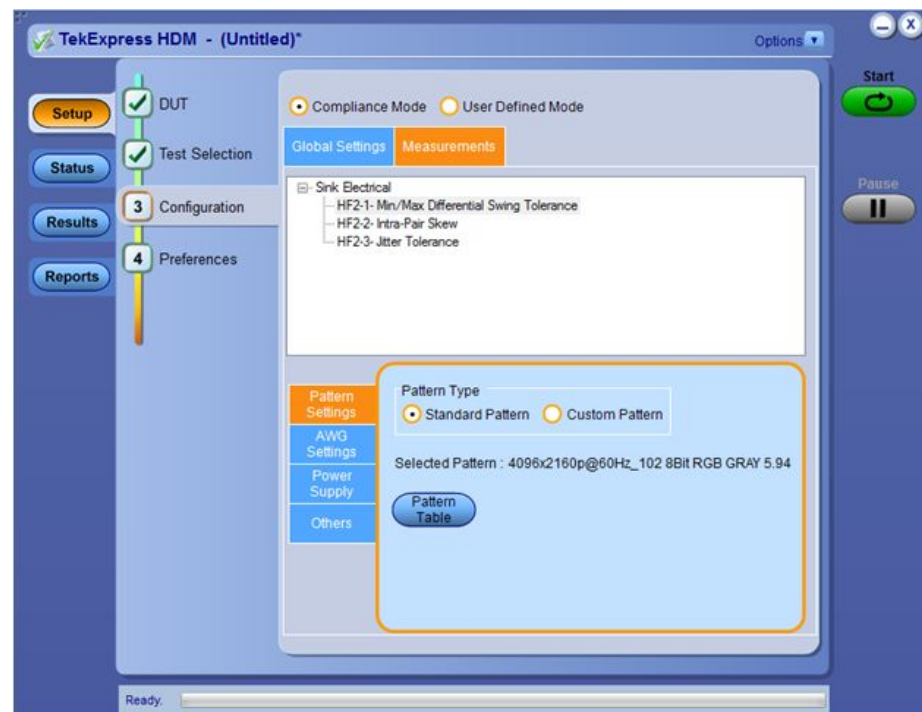 TekExpress HDM - (Untitled)*
Options
Start
Pause
Setup
Status
Results
Reports
DUT
Test Selection
3 Configuration
4 Preferences
Compliance Mode User Defined Mode
Global Settings Measurements
Sink Electrical
HF2-1- Min/Max Differential Swing Tolerance
HF2-2- Intra-Pair Skew
HF2-3- Jitter Tolerance
Pattern
Settings
AWG
Settings
Power
Supply
Others
Pattern Type
Standard Pattern Custom Pattern
Selected Pattern : 4096x2160p@60Hz_102 8Bit RGB GRAY 5.94
Pattern
Table
Ready.